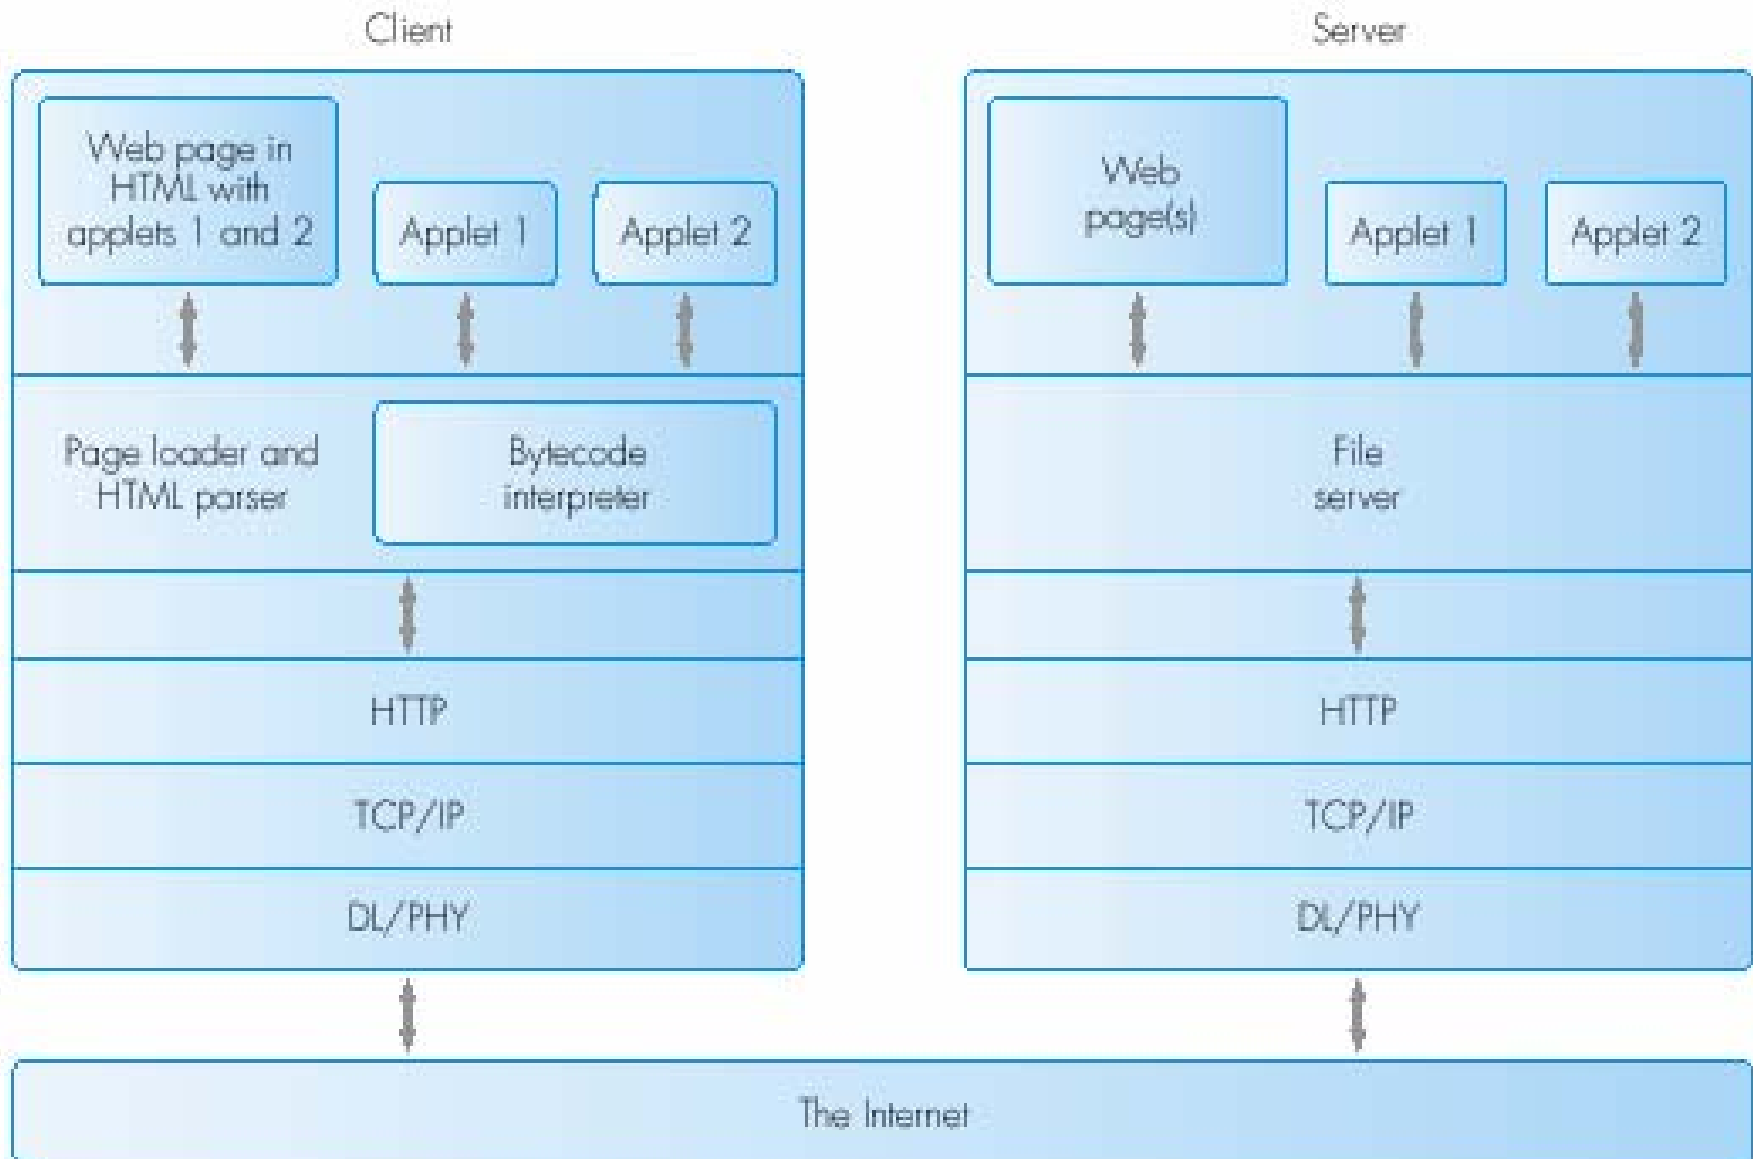 Client
Web page in
HTML with
applets 1 and 2
Applet 1
Applet 2
Page loader and
HTML parser
Bytecode
interpreter
HTTP
TCP/IP
DL/PHY
Server
Web
page(s)
Applet 1
Applet 2
File
server
HTTP
TCP/IP
DL/PHY
The Internet